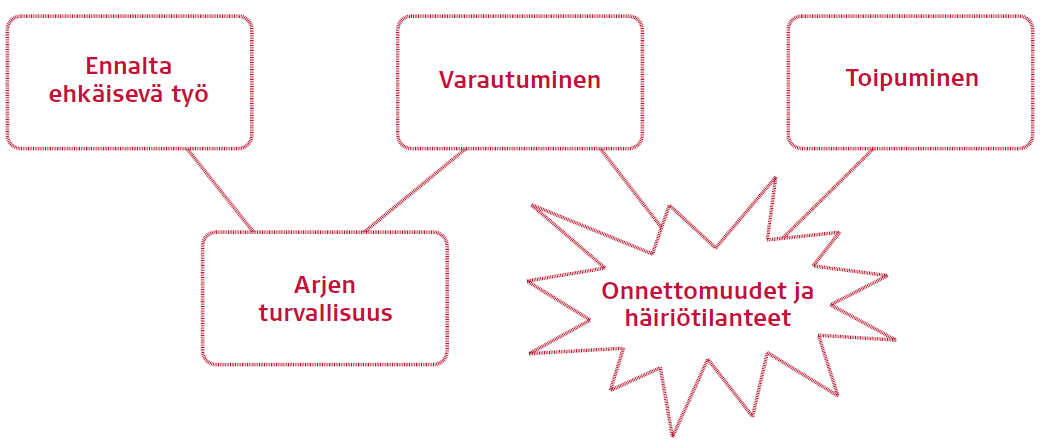 Ennalta
ehkäisevä työ
Varautuminen
Toipuminen
Arjen
turvallisuus
Onnettomuudet ja
häiriötilanteet